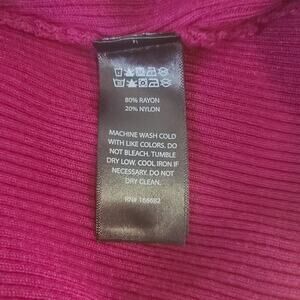 80% RAYON
20% NYLON
MACHINE WASH COLD
WITH LIKE COLORS. DO
NOT BLEACH. TUMBLE
DRY LOW. COOL IRON IF
NECESSARY. DO NOT
DRY CLEAN.
RN# 166682